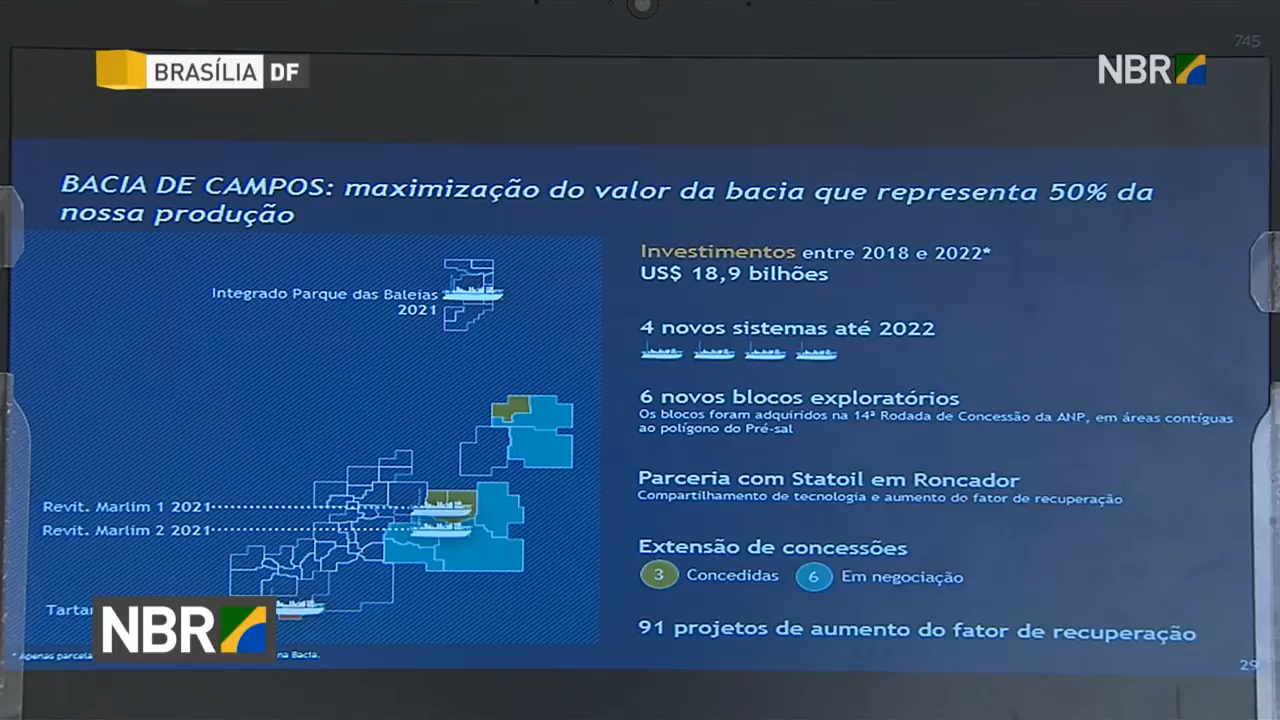 745
BRASÍLIA DF
NBR
BACIA DE CAMPOS: maximização do valor da bacia que representa 50% da
nossa produção
Integrado Parque das Baleias
2021
Revit. Marlim 1 2021
Revit. Marlim 2 2021
Investimentos entre 2018 e 2022*
US$ 18,9 bilhões
4 novos sistemas até 2022
6 novos blocos exploratórios
Os blocos foram adquiridos na 14ª Rodada de Concessão da ANP, em áreas contíguas
ao polígono do Pré-sal
Parceria com Statoil em Roncador
Compartilhamento de tecnologia e aumento do fator de recuperação
Extensão de concessões
3 Concedidas 6 Em negociação
91 projetos de aumento do fator de recuperação
NBR
* Apenas
na Bacia.
29